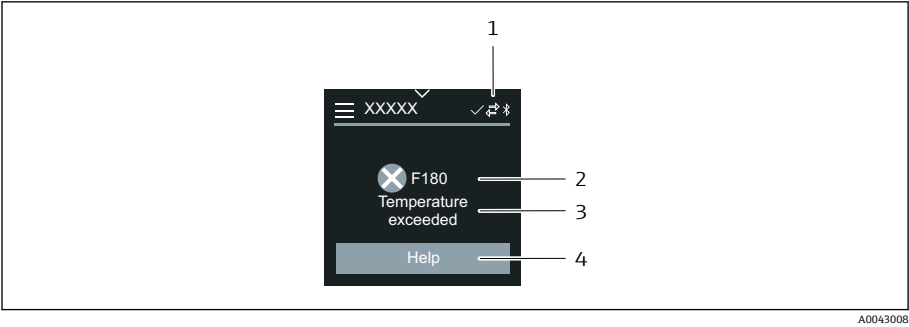 1
XXXXX
F180
2
Temperature
exceeded
3
Help
4
A0043008